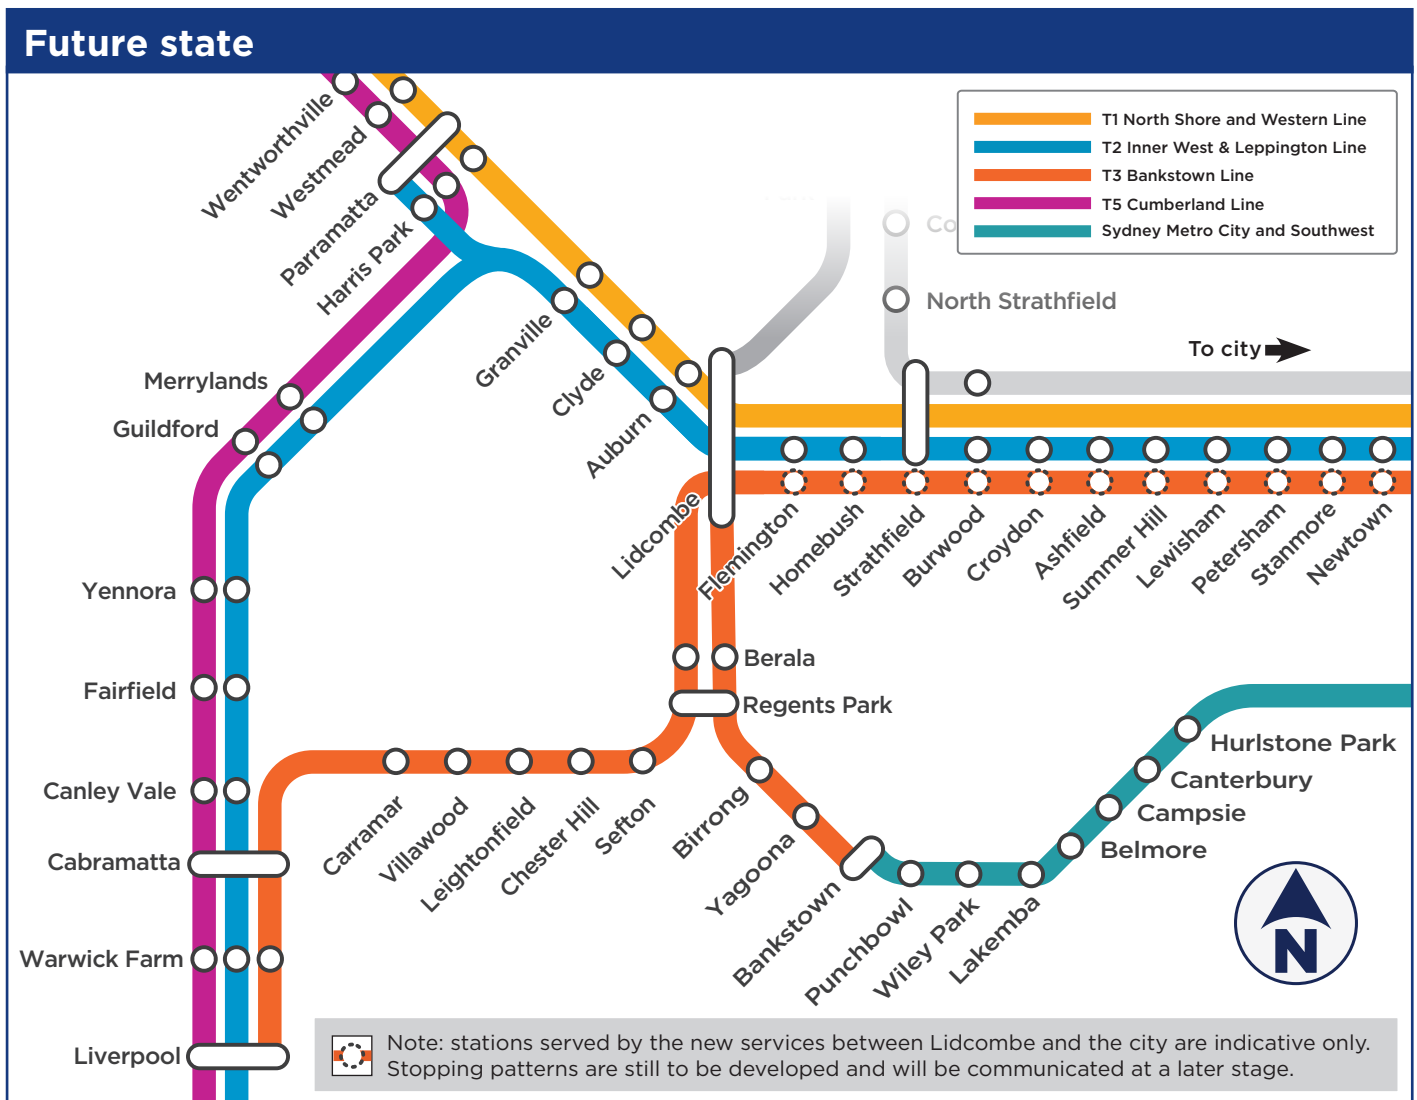 Future state
T1 North Shore and Western Line
T2 Inner West & Leppington Line
T3 Bankstown Line
T5 Cumberland Line
Sydney Metro City and Southwest
Wentworthville
Westmead
Parramatta
Harris Park
North Strathfield
To city
Merrylands
Guildford
Granville
Clyde
Auburn
Lidcombe
Flemington
Homebush
Strathfield
Burwood
Croydon
Ashfield
Summer Hill
Lewisham
Petersham
Stanmore
Newtown
Yennora
Fairfield
Canley Vale
Cabramatta
Warwick Farm
Liverpool
Berala
Regents Park
Carramar
Villawood
Leightonfield
Chester Hill
Sefton
Birrong
Yagoona
Bankstown
Punchbowl
Wiley Park
Lakemba
Hurlstone Park
Canterbury
Campsie
Belmore
N
Note: stations served by the new services between Lidcombe and the city are indicative only.
Stopping patterns are still to be developed and will be communicated at a later stage.